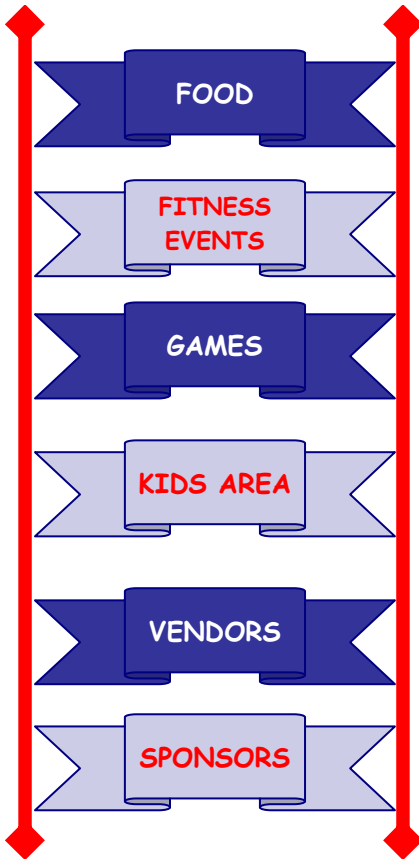 FOOD
FITNESS
EVENTS
GAMES
KIDS AREA
VENDORS
SPONSORS